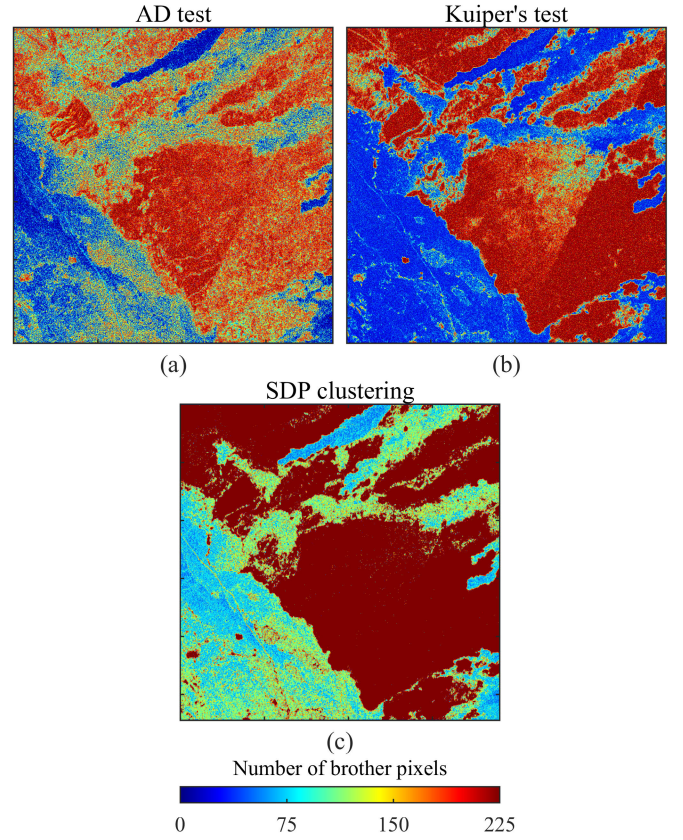 AD test
Kuiper's test
(a)
(b)
SDP clustering
(c)
Number of brother pixels
0
75
150
225